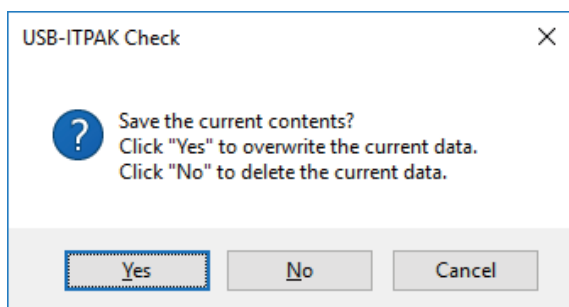 USB-ITPAK Check
Save the current contents?
Click "Yes" to overwrite the current data.
Click "No" to delete the current data.
Yes No Cancel